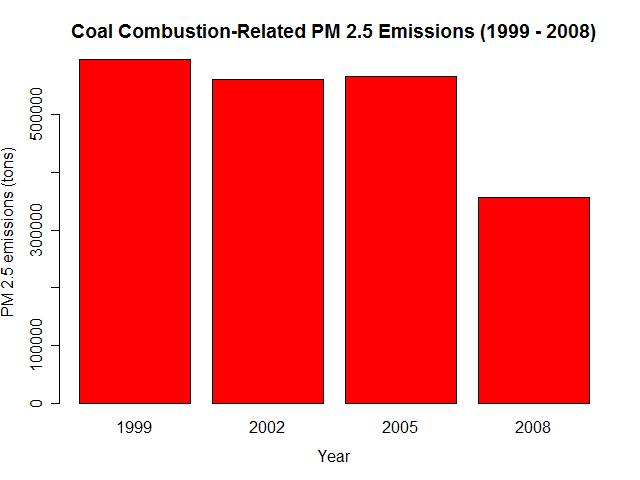 Coal Combustion-Related PM 2.5 Emissions (1999 - 2008)
PM 2.5 emissions (tons)
500000
300000
100000
0
1999 2002 2005 2008
Year